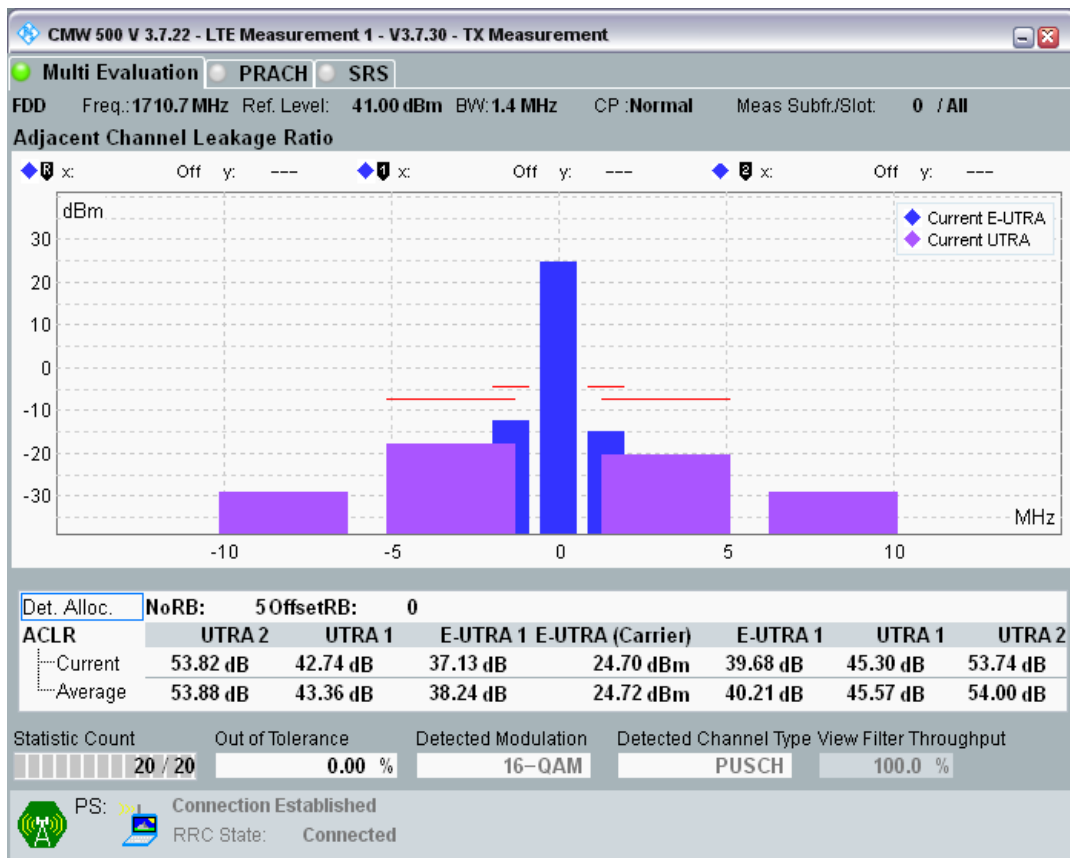 CMW 500 V 3.7.22 - LTE Measurement 1 - V3.7.30 - TX Measurement
Multi Evaluation PRACH SRS
FDD Freq.: 1710.7 MHz Ref. Level: 41.00 dBm BW: 1.4 MHz CP :Normal Meas Subfr./Slot: 0 / All
Adjacent Channel Leakage Ratio
R x: Off y: --- 1 x: Off y: --- 2 x: Off y: ---
dBm
Current E-UTRA
Current UTRA
30
20
10
0
-10
-20
-30
MHz
-10 -5 0 5 10
Det. Alloc. NoRB: 5 OffsetRB: 0
ACLR UTRA 2 UTRA 1 E-UTRA 1 E-UTRA (Carrier) E-UTRA 1 UTRA 1 UTRA 2
Current 53.82 dB 42.74 dB 37.13 dB 24.70 dBm 39.68 dB 45.30 dB 53.74 dB
Average 53.88 dB 43.36 dB 38.24 dB 24.72 dBm 40.21 dB 45.57 dB 54.00 dB
Statistic Count Out of Tolerance Detected Modulation Detected Channel Type View Filter Throughput
20 / 20 0.00 % 16-QAM PUSCH 100.0 %
PS: Connection Established
RRC State: Connected